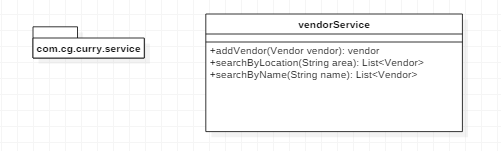 com.cg.curry.service
vendorService
+addVendor(Vendor vendor): vendor
+searchByLocation(String area): List<Vendor>
+searchByName(String name): List<Vendor>